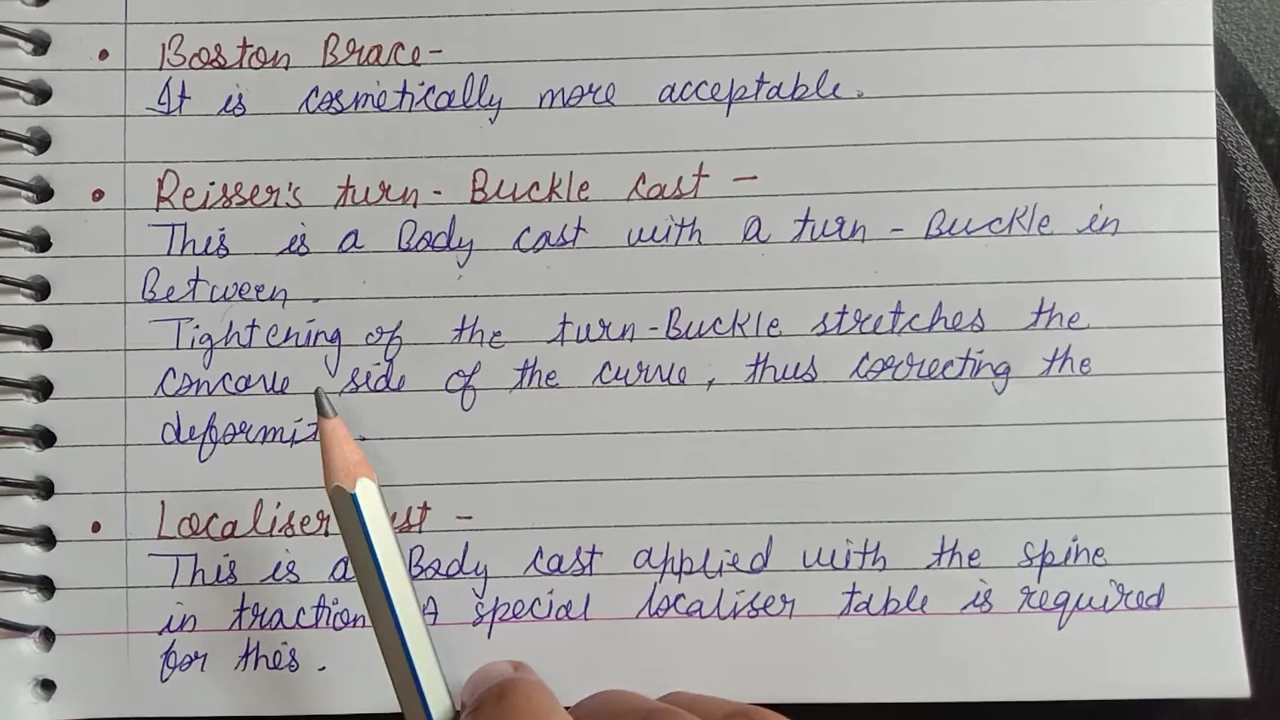 • Boston Brace-
It is cosmetically more acceptable.
• Reisser's turn-Buckle cast -
This is a Body cast with a turn-Buckle in
Between.
Tightening of the turn-Buckle stretches the
concave side of the curve, thus correcting the
deformit.
• Localiser st -
This is a Body cast applied with the spine
in traction A special localiser table is required
for this.